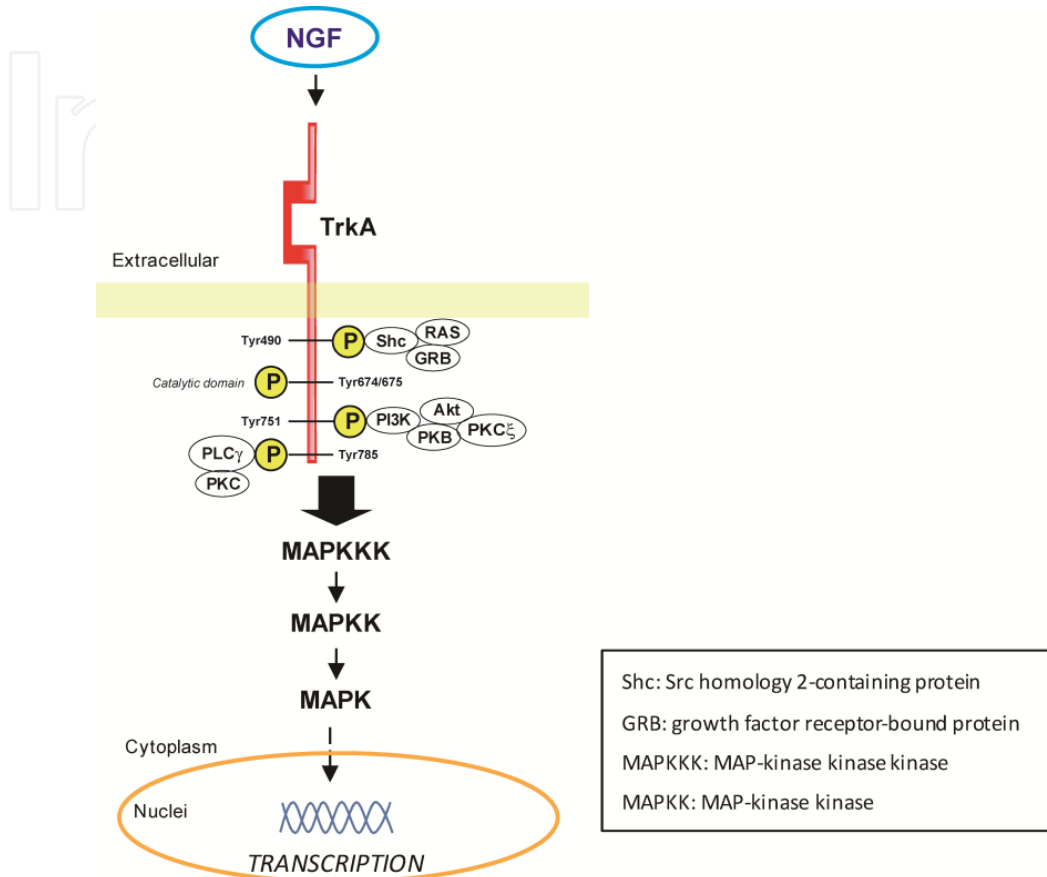 NGF
TrkA
Extracellular
Tyr490
P
Shc
RAS
GRB
Catalytic domain
P
Tyr674/675
Tyr751
P
PI3K
Akt
PKB
PKCξ
PLCγ
P
Tyr785
PKC
MAPKKK
MAPKK
MAPK
Cytoplasm
Nuclei
TRANSCRIPTION
Shc: Src homology 2-containing protein
GRB: growth factor receptor-bound protein
MAPKKK: MAP-kinase kinase kinase
MAPKK: MAP-kinase kinase